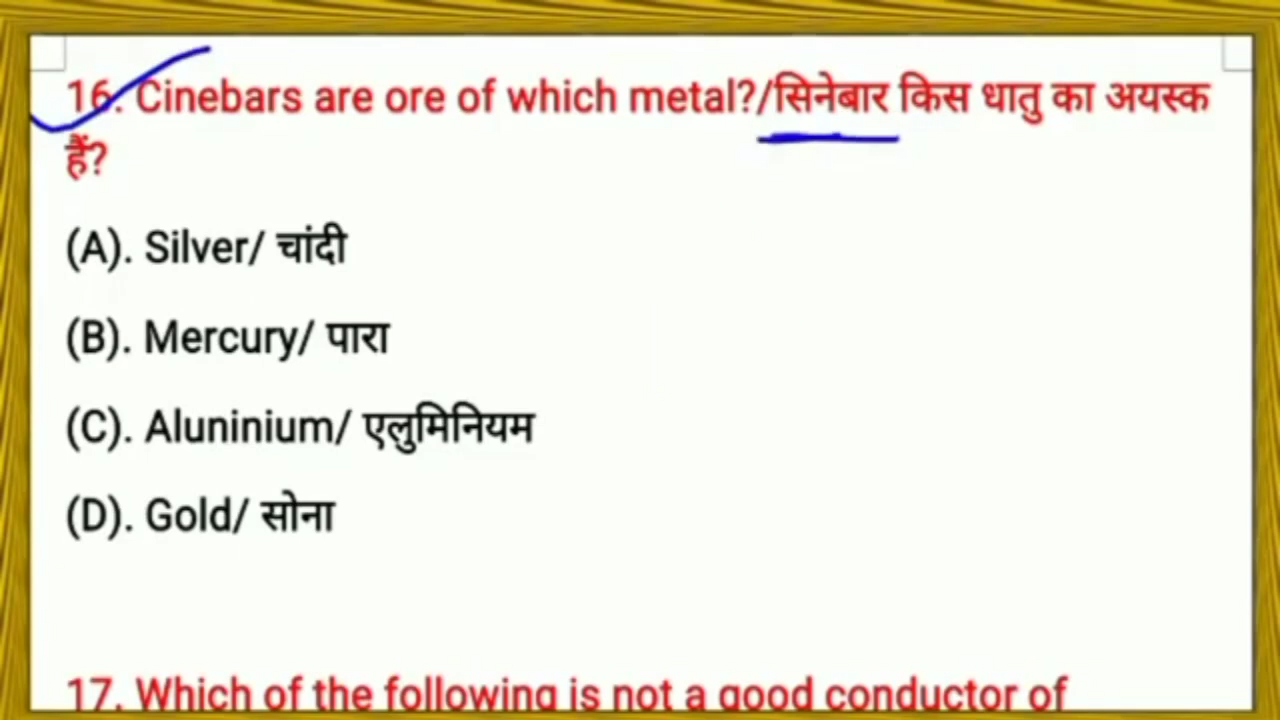 16. Cinebars are ore of which metal?/सिनेबार किस धातु का अयस्क
हैं?
(A). Silver/ चांदी
(B). Mercury/ पारा
(C). Aluninium/ एलुमिनियम
(D). Gold/ सोना
17. Which of the following is not a good conductor of